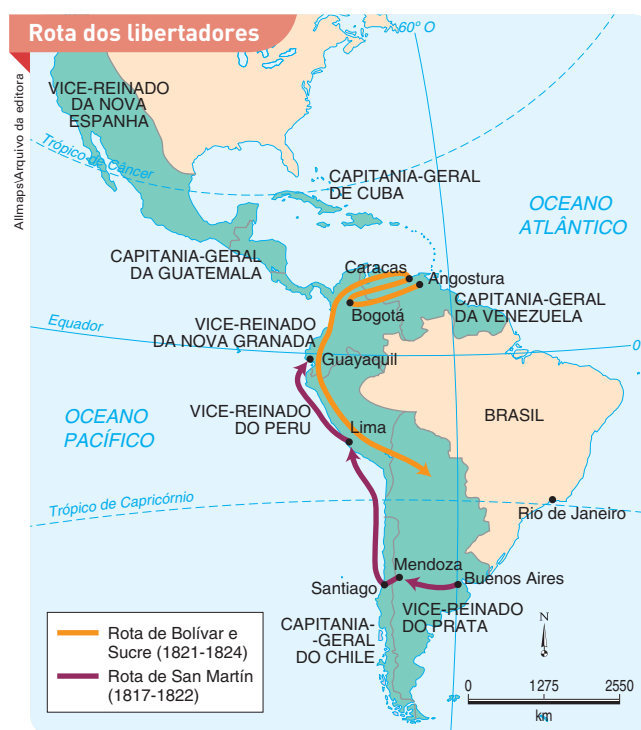 Rota dos libertadores
Allmaps\Arquivo da editora
60° O
VICE-REINADO
DA NOVA
ESPANHA
Trópico de Câncer
CAPITANIA-GERAL
DE CUBA
OCEANO
ATLÂNTICO
CAPITANIA-GERAL
DA GUATEMALA
Caracas
Angostura
Bogotá
CAPITANIA-GERAL
DA VENEZUELA
Equador
0°
VICE-REINADO
DA NOVA GRANADA
Guayaquil
OCEANO
PACÍFICO
VICE-REINADO
DO PERU
Lima
BRASIL
Trópico de Capricórnio
Rio de Janeiro
Mendoza
Santiago
Buenos Aires
VICE-REINADO
DO PRATA
CAPITANIA-
-GERAL
DO CHILE
Rota de Bolívar e
Sucre (1821-1824)
Rota de San Martín
(1817-1822)
N
0 1275 2550
km